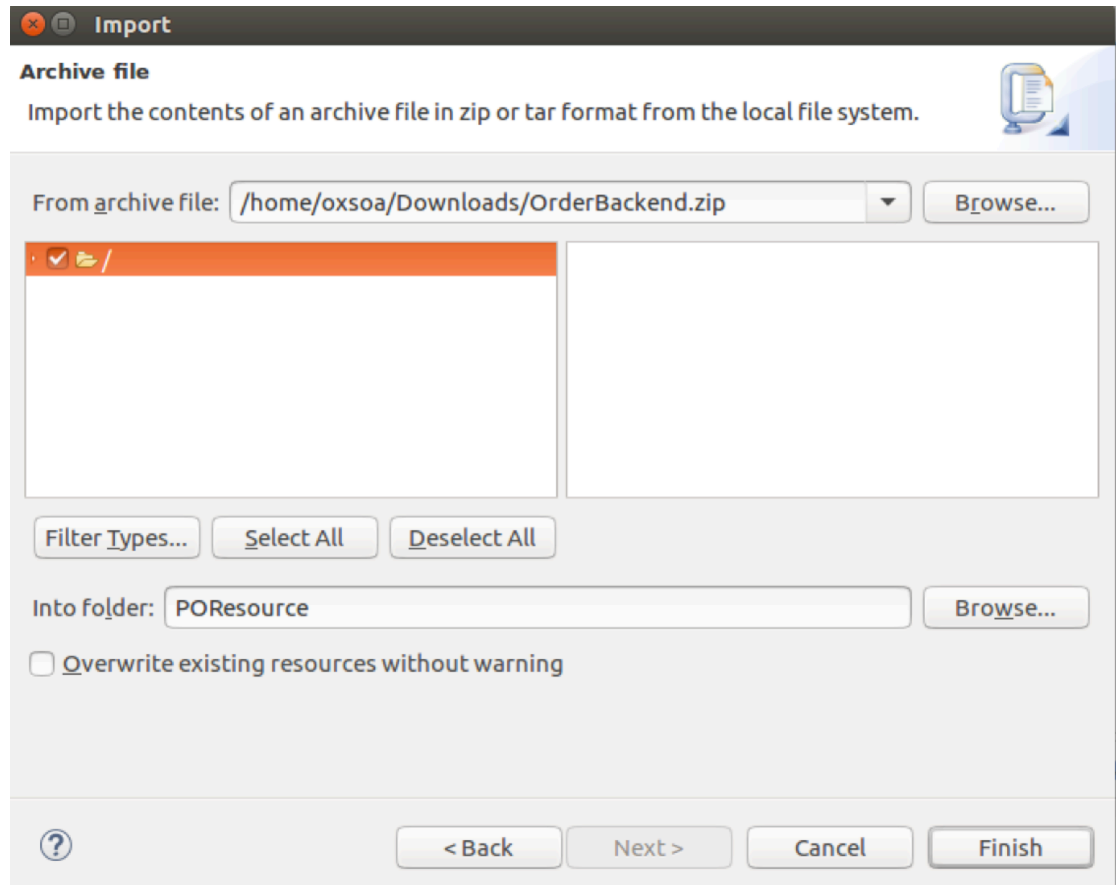 Import
Archive file
Import the contents of an archive file in zip or tar format from the local file system.
From archive file: /home/oxsoa/Downloads/OrderBackend.zip Browse...
/
Filter Types... Select All Deselect All
Into folder: POResource Browse...
Overwrite existing resources without warning
? < Back Next > Cancel Finish